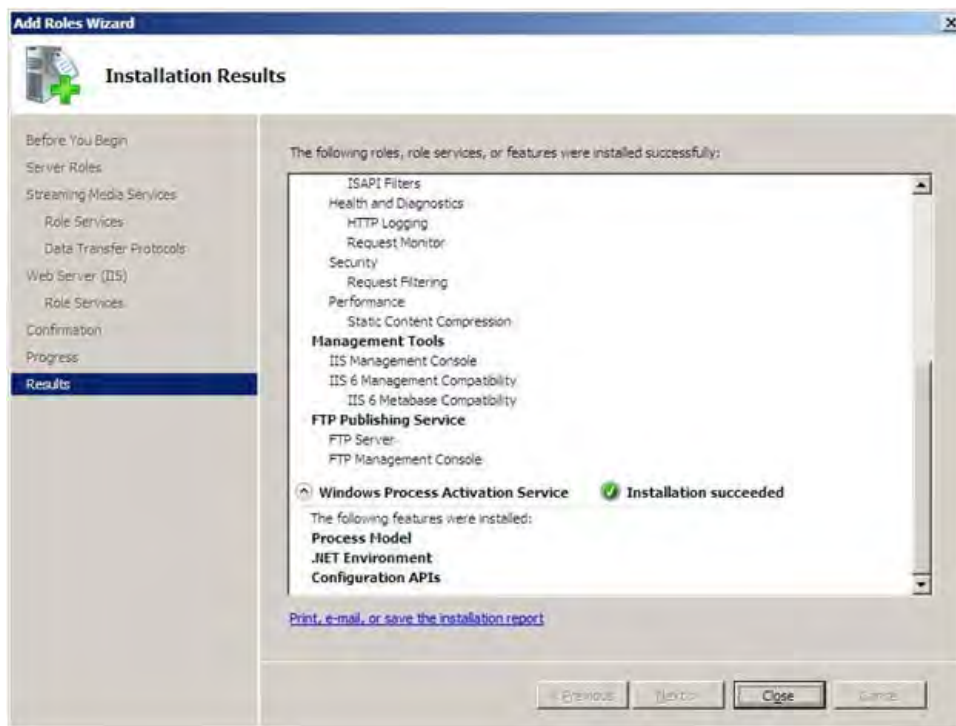 Add Roles Wizard
Installation Results
Before You Begin
Server Roles
Streaming Media Services
Role Services
Data Transfer Protocols
Web Server (IIS)
Role Services
Confirmation
Progress
Results
The following roles, role services, or features were installed successfully:
ISAPI Filters
Health and Diagnostics
HTTP Logging
Request Monitor
Security
Request Filtering
Performance
Static Content Compression
Management Tools
IIS Management Console
IIS 6 Management Compatibility
IIS 6 Metabase Compatibility
FTP Publishing Service
FTP Server
FTP Management Console
Windows Process Activation Service Installation succeeded
The following features were installed:
Process Model
.NET Environment
Configuration APIs
Print, e-mail, or save the installation report
< Previous Next > Close Cancel